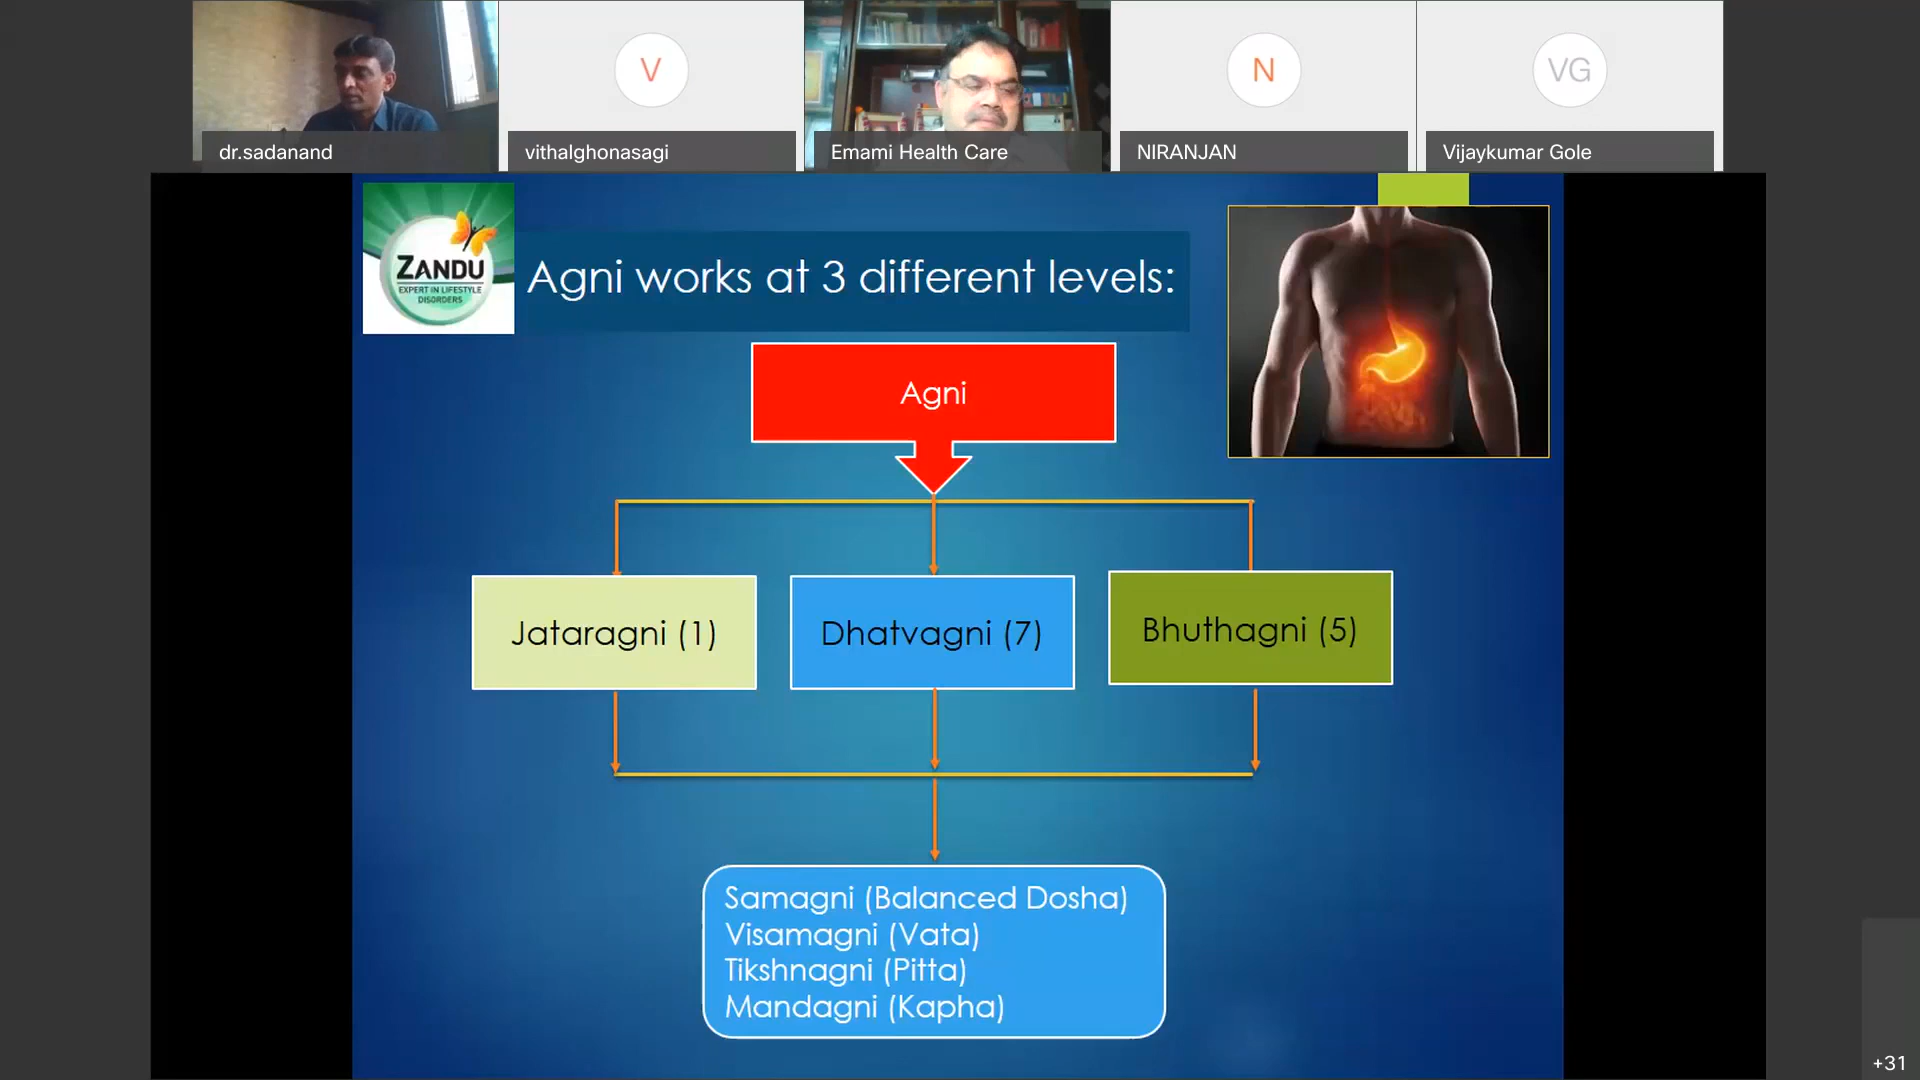 V
N
VG
dr.sadanand
vithalghonasagi
Emami Health Care
NIRANJAN
Vijaykumar Gole
ZANDU
EXPERT IN LIFESTYLE
DISORDERS
Agni works at 3 different levels:
Agni
Jataragni (1)
Dhatvagni (7)
Bhuthagni (5)
Samagni (Balanced Dosha)
Visamagni (Vata)
Tikshnagni (Pitta)
Mandagni (Kapha)
+31